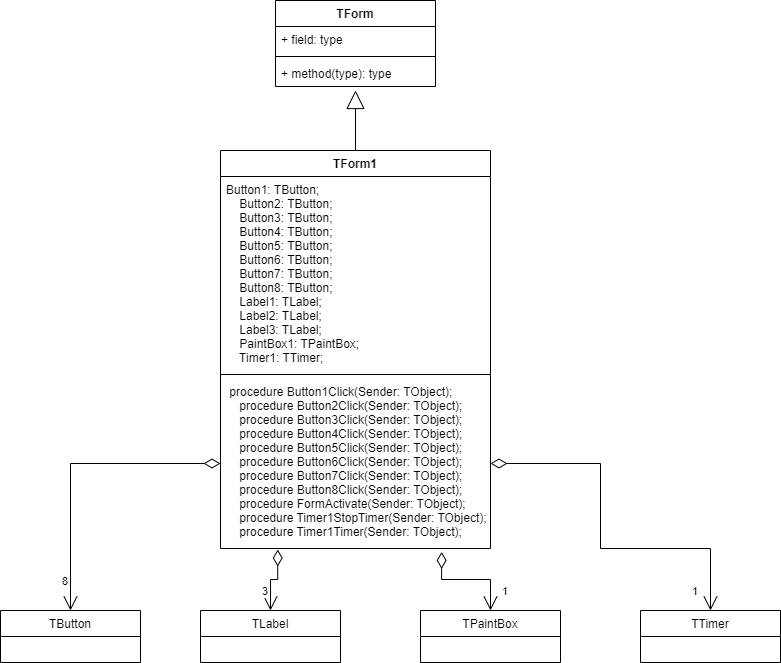 TForm
+ field: type
+ method(type): type
TForm1
Button1: TButton;
Button2: TButton;
Button3: TButton;
Button4: TButton;
Button5: TButton;
Button6: TButton;
Button7: TButton;
Button8: TButton;
Label1: TLabel;
Label2: TLabel;
Label3: TLabel;
PaintBox1: TPaintBox;
Timer1: TTimer;
procedure Button1Click(Sender: TObject);
procedure Button2Click(Sender: TObject);
procedure Button3Click(Sender: TObject);
procedure Button4Click(Sender: TObject);
procedure Button5Click(Sender: TObject);
procedure Button6Click(Sender: TObject);
procedure Button7Click(Sender: TObject);
procedure Button8Click(Sender: TObject);
procedure FormActivate(Sender: TObject);
procedure Timer1StopTimer(Sender: TObject);
procedure Timer1Timer(Sender: TObject);
8
3
1
1
TButton
TLabel
TPaintBox
TTimer